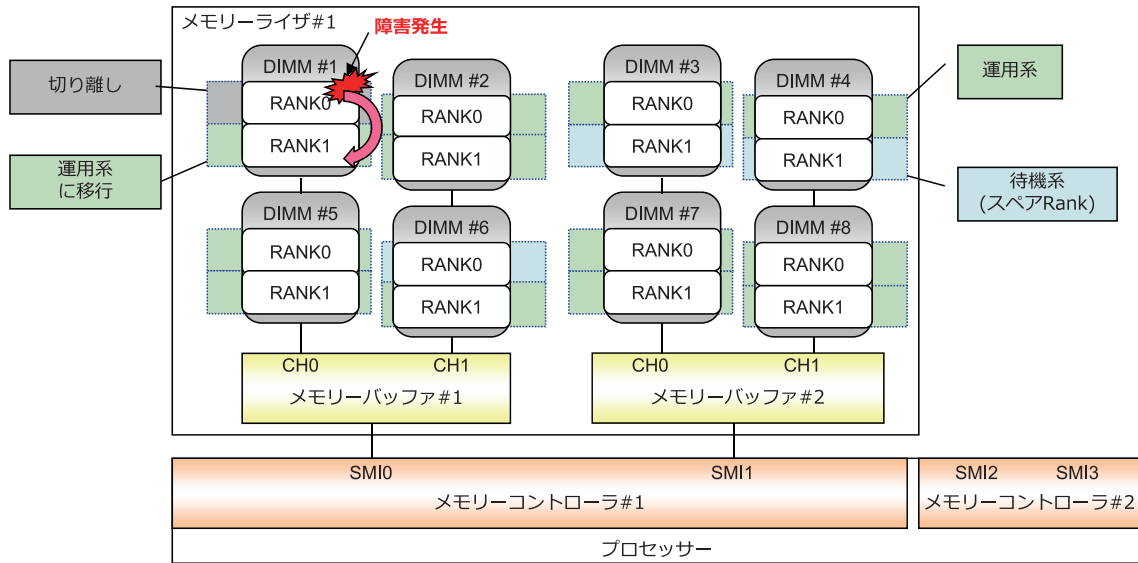 メモリーライザ#1
障害発生
切り離し
運用系
に移行
運用系
待機系
(スペアRank)
DIMM #1
RANK0
RANK1
DIMM #2
RANK0
RANK1
DIMM #3
RANK0
RANK1
DIMM #4
RANK0
RANK1
DIMM #5
RANK0
RANK1
DIMM #6
RANK0
RANK1
DIMM #7
RANK0
RANK1
DIMM #8
RANK0
RANK1
CH0 CH1
メモリーバッファ#1
CH0 CH1
メモリーバッファ#2
SMI0 SMI1
メモリーコントローラ#1
SMI2 SMI3
メモリーコントローラ#2
プロセッサー